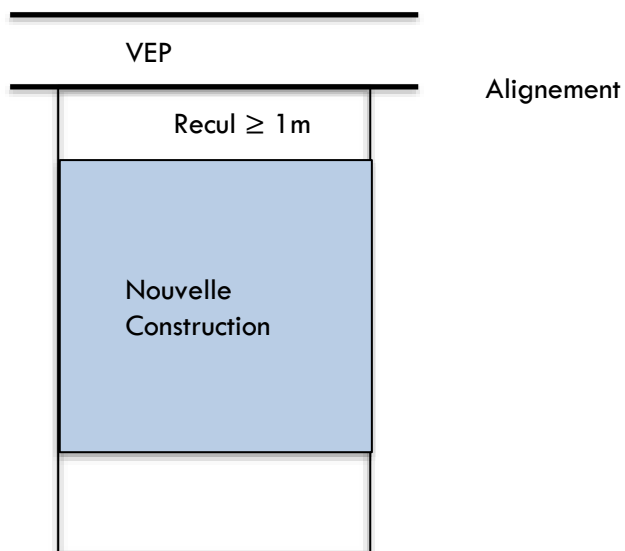 VEP
Alignement
Recul ≥ 1m
Nouvelle
Construction